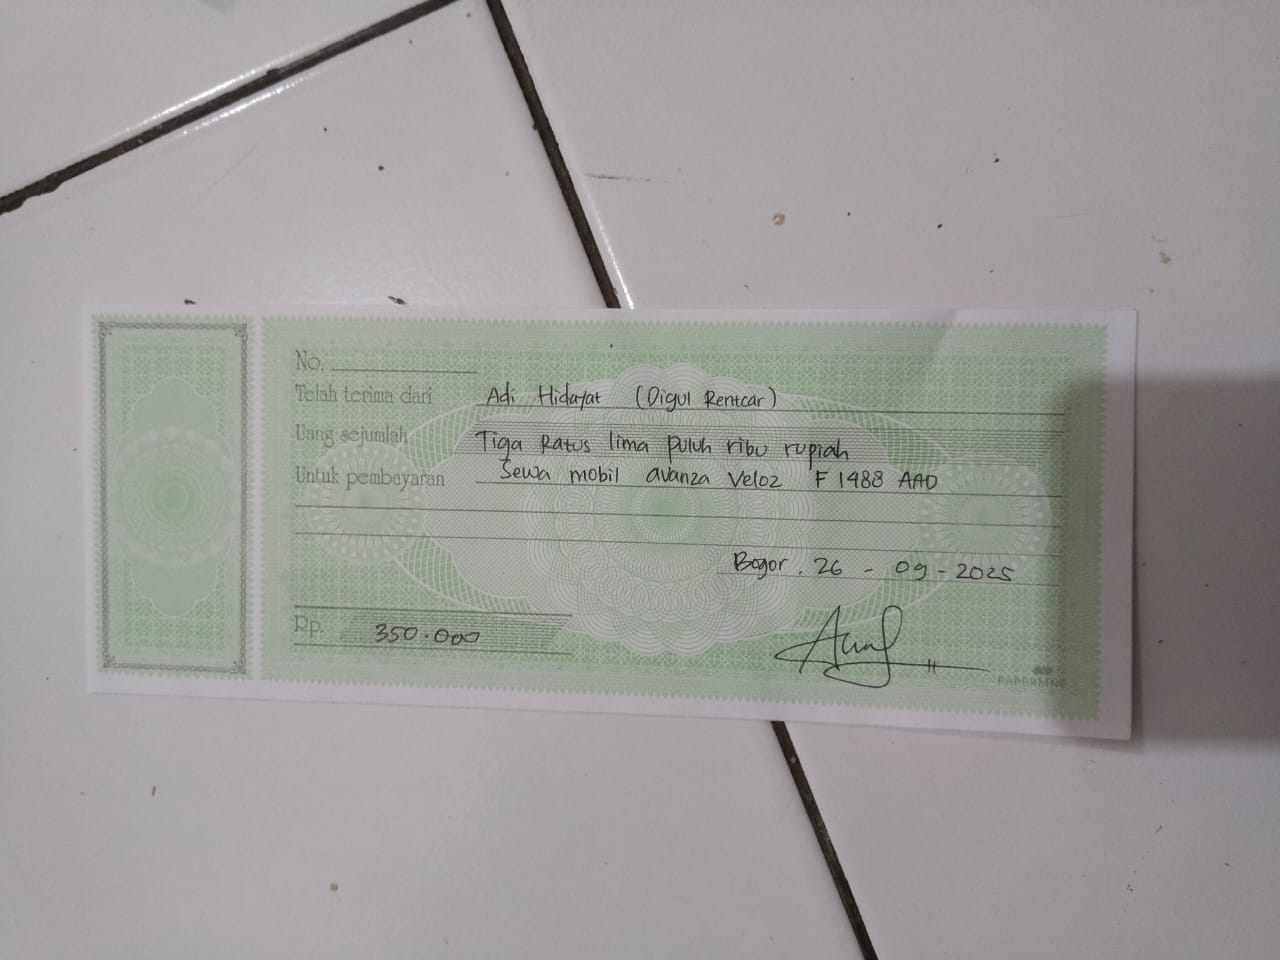 No.
Telah terima dari Adi Hidayat (Digul Rentcar)
Uang sejumlah Tiga Ratus lima puluh ribu rupiah
Untuk pembayaran Sewa mobil avanza Veloz F 1488 AAD
Bogor. 26 - 09 - 2025
Rp. 350.000
PAPERLINE